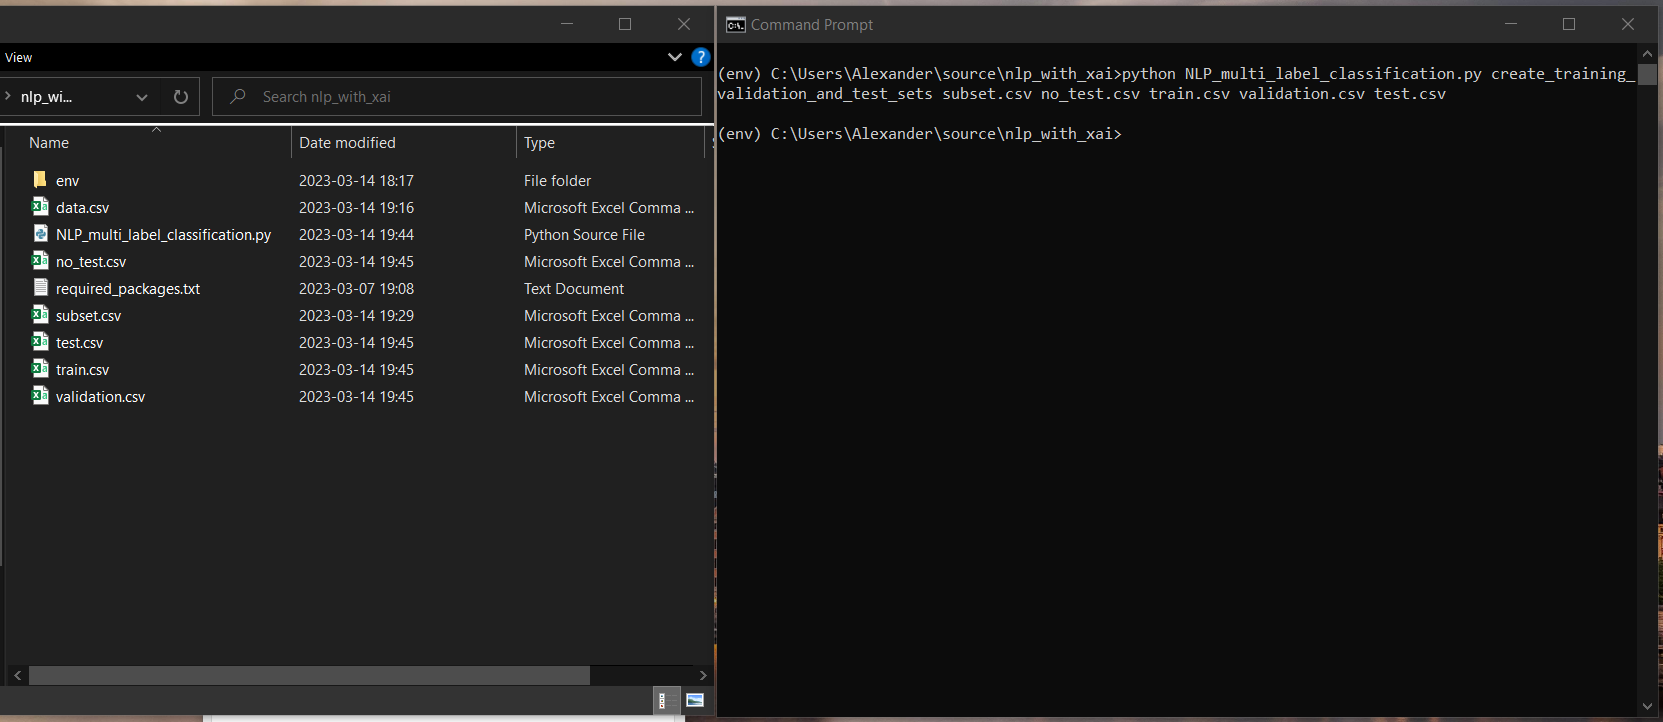 View
?
nlp_wi...
Search nlp_with_xai
Name Date modified Type
env 2023-03-14 18:17 File folder
data.csv 2023-03-14 19:16 Microsoft Excel Comma ...
NLP_multi_label_classification.py 2023-03-14 19:44 Python Source File
no_test.csv 2023-03-14 19:45 Microsoft Excel Comma ...
required_packages.txt 2023-03-07 19:08 Text Document
subset.csv 2023-03-14 19:29 Microsoft Excel Comma ...
test.csv 2023-03-14 19:45 Microsoft Excel Comma ...
train.csv 2023-03-14 19:45 Microsoft Excel Comma ...
validation.csv 2023-03-14 19:45 Microsoft Excel Comma ...
Command Prompt
(env) C:\Users\Alexander\source\nlp_with_xai>python NLP_multi_label_classification.py create_training_
validation_and_test_sets subset.csv no_test.csv train.csv validation.csv test.csv
(env) C:\Users\Alexander\source\nlp_with_xai>